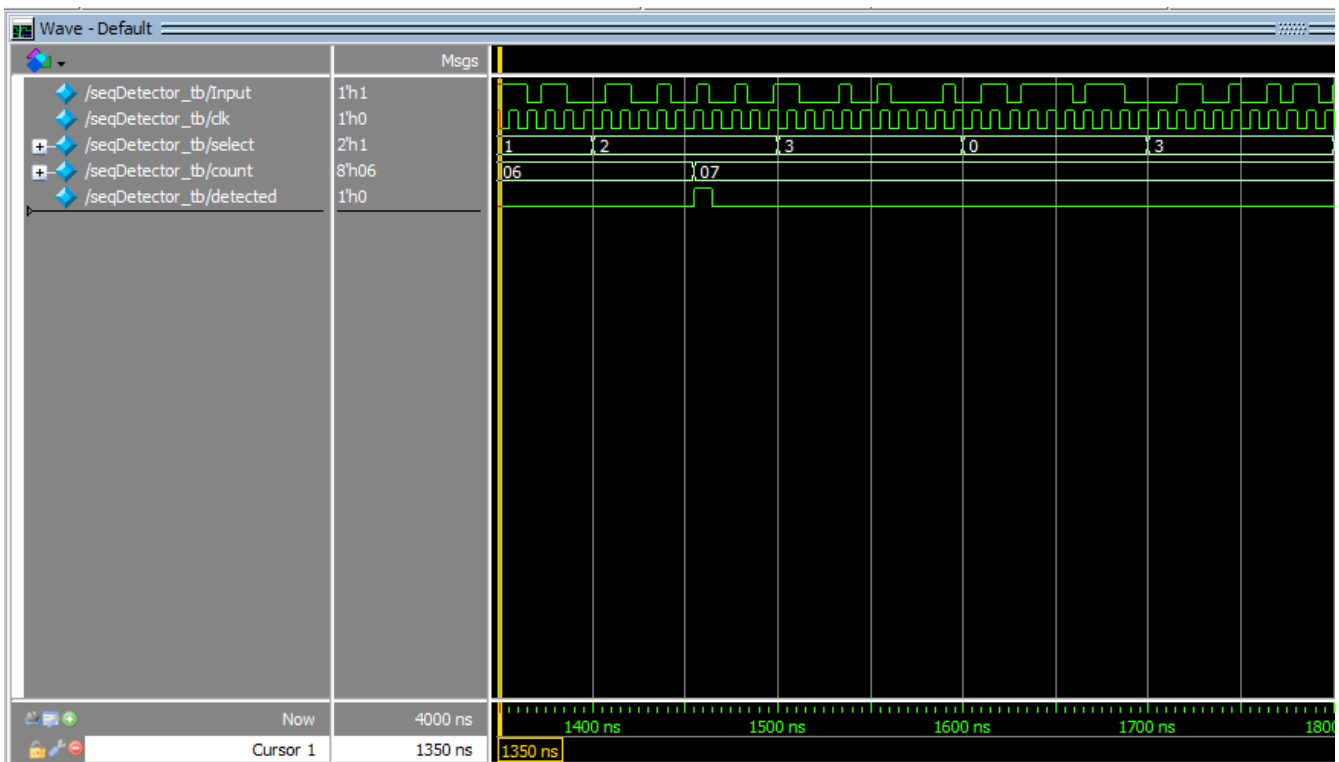 Wave - Default
Msgs
/seqDetector_tb/Input 1'h1
/seqDetector_tb/clk 1'h0
/seqDetector_tb/select 2'h1 1 2 3 0 3
/seqDetector_tb/count 8'h06 06 07
/seqDetector_tb/detected 1'h0
Now 4000 ns 1400 ns 1500 ns 1600 ns 1700 ns 1800
Cursor 1 1350 ns 1350 ns